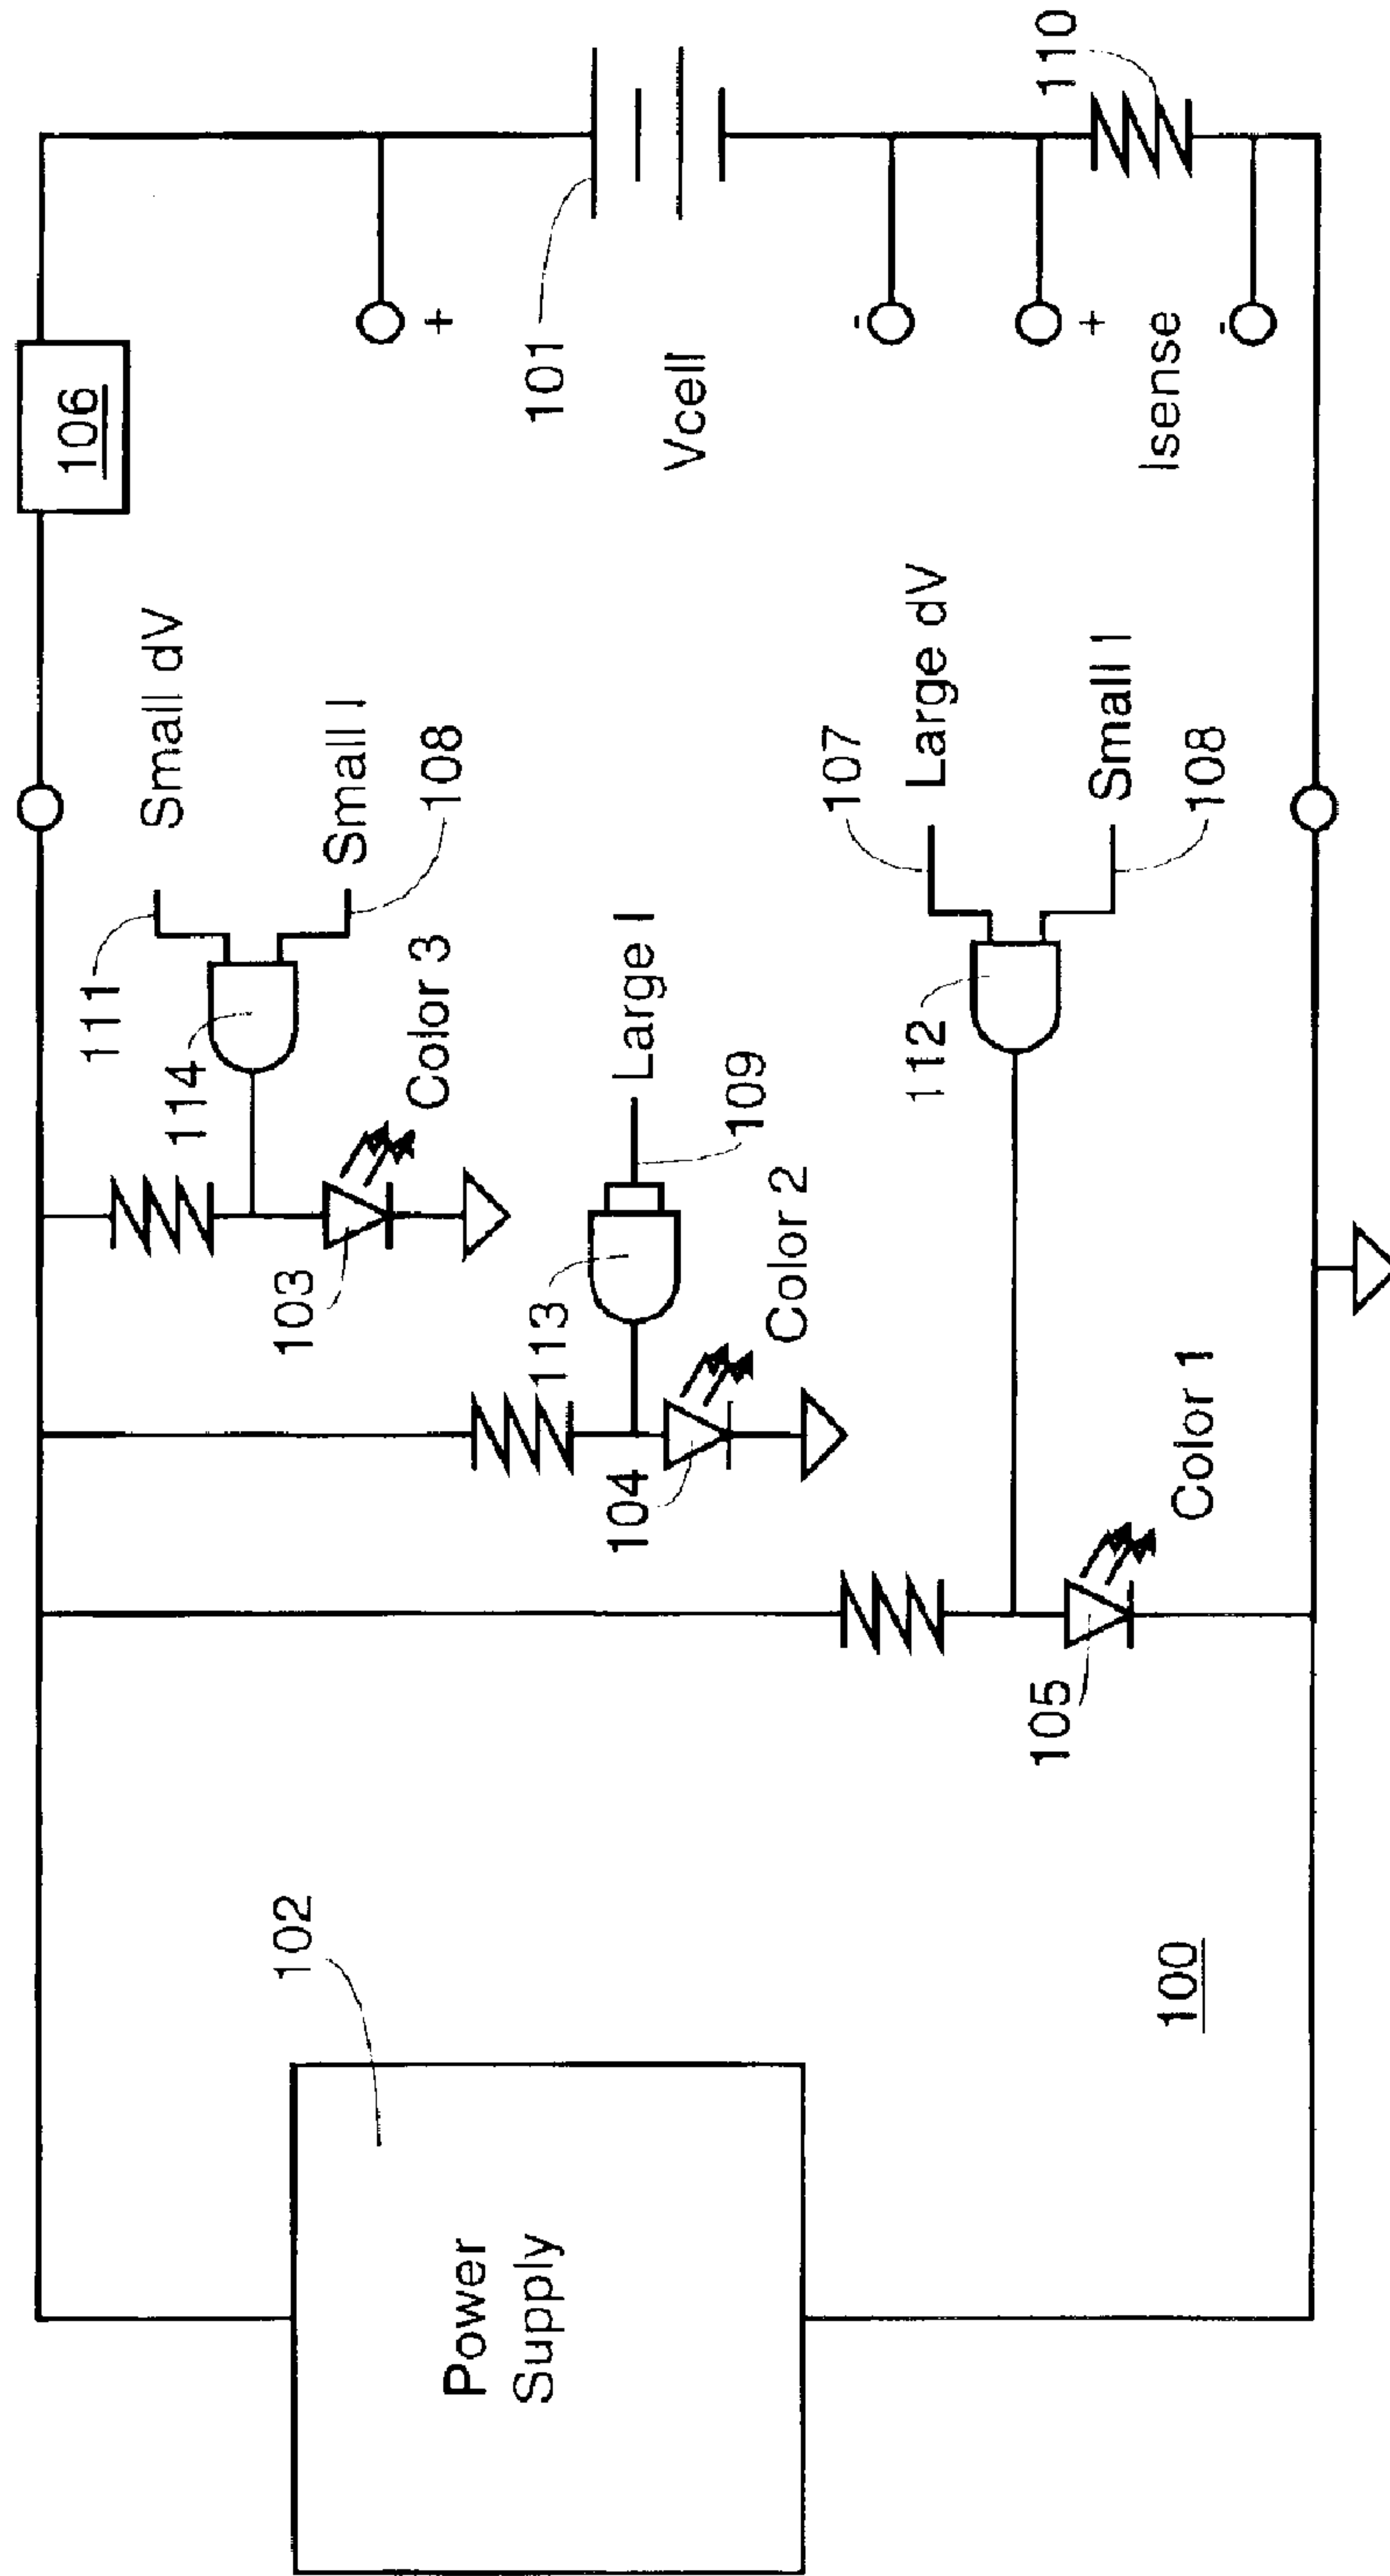 106
Small dV
Small I
111
108
114
Color 3
103
Large I
109
113
Color 2
104
Large dV
107
Small I
108
112
Color 1
105
+
101
Vcell
-
+
110
Isense
-
102
Power
Supply
100